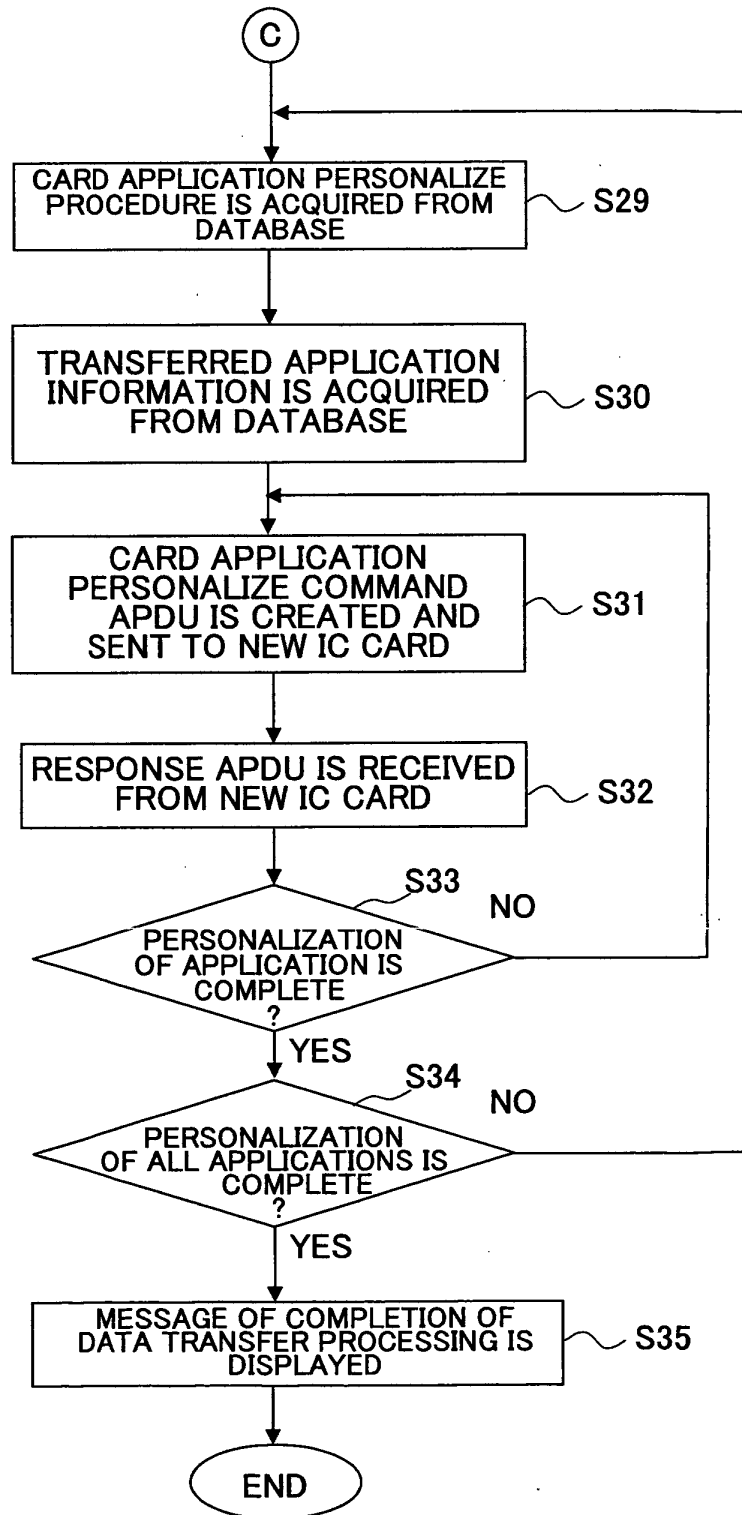 C
CARD APPLICATION PERSONALIZE
PROCEDURE IS ACQUIRED FROM
DATABASE
S29
TRANSFERRED APPLICATION
INFORMATION IS ACQUIRED
FROM DATABASE
S30
CARD APPLICATION
PERSONALIZE COMMAND
APDU IS CREATED AND
SENT TO NEW IC CARD
S31
RESPONSE APDU IS RECEIVED
FROM NEW IC CARD
S32
S33
NO
PERSONALIZATION
OF APPLICATION IS
COMPLETE
?
YES
S34
NO
PERSONALIZATION
OF ALL APPLICATIONS IS
COMPLETE
?
YES
MESSAGE OF COMPLETION OF
DATA TRANSFER PROCESSING IS
DISPLAYED
S35
END